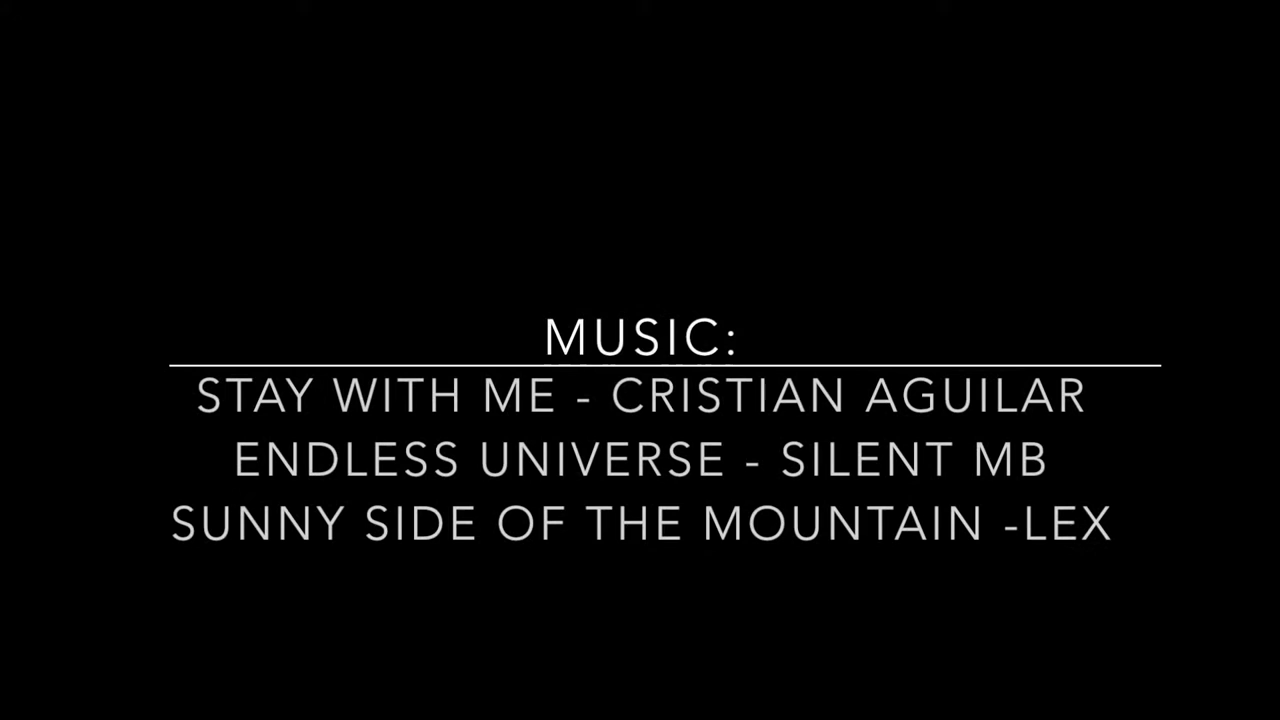 MUSIC:
STAY WITH ME - CRISTIAN AGUILAR
ENDLESS UNIVERSE - SILENT MB
SUNNY SIDE OF THE MOUNTAIN -LEX